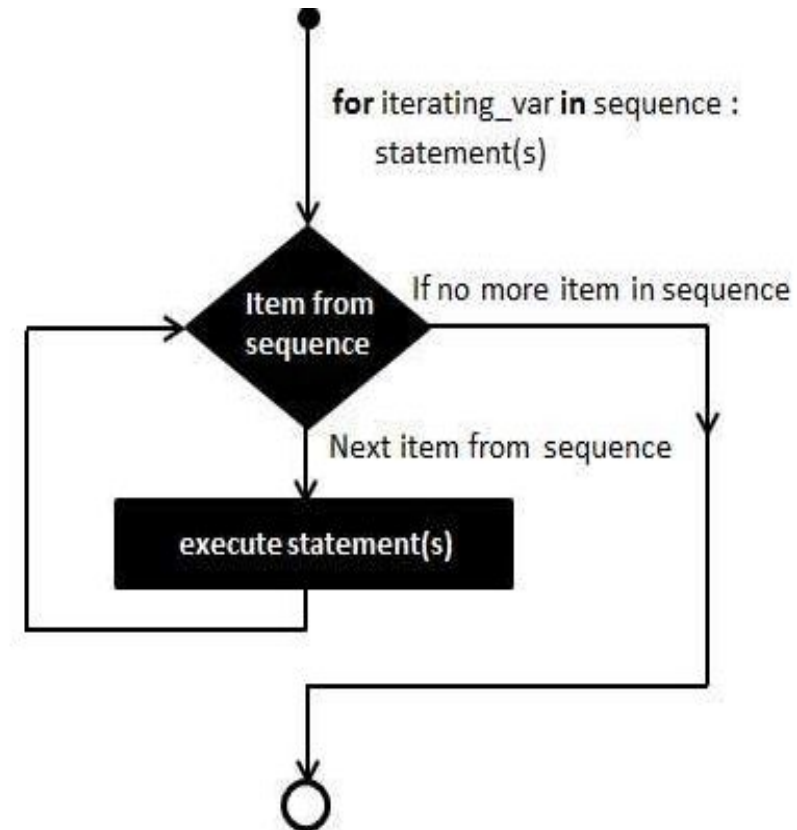 for iterating_var in sequence :
statement(s)
If no more item in sequence
Item from
sequence
Next item from sequence
execute statement(s)